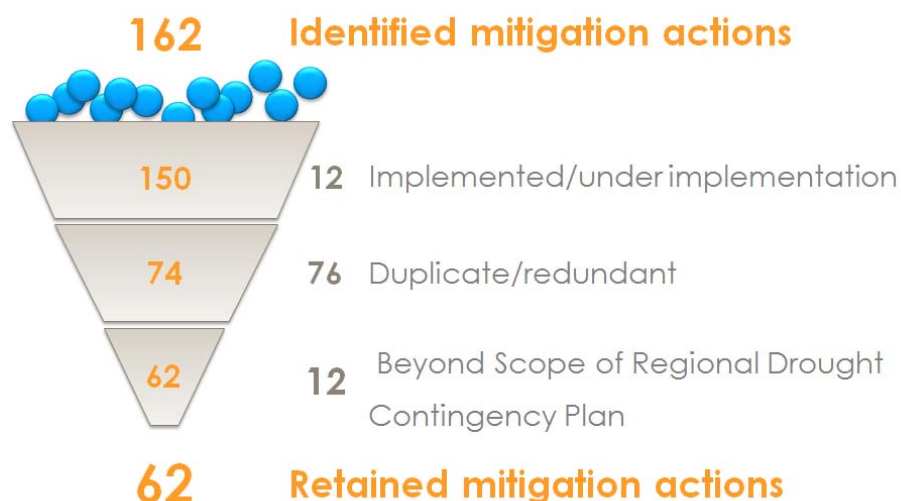 162 Identified mitigation actions
150 12 Implemented/under implementation
74 76 Duplicate/redundant
62 12 Beyond Scope of Regional Drought
Contingency Plan
62 Retained mitigation actions